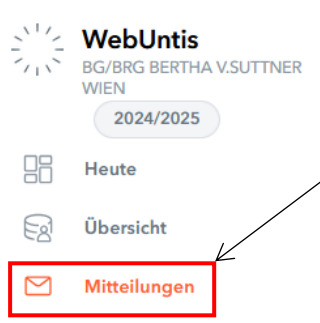 WebUntis
BG/BRG BERTHA V.SUTTNER
WIEN
2024/2025
Heute
Übersicht
Mitteilungen